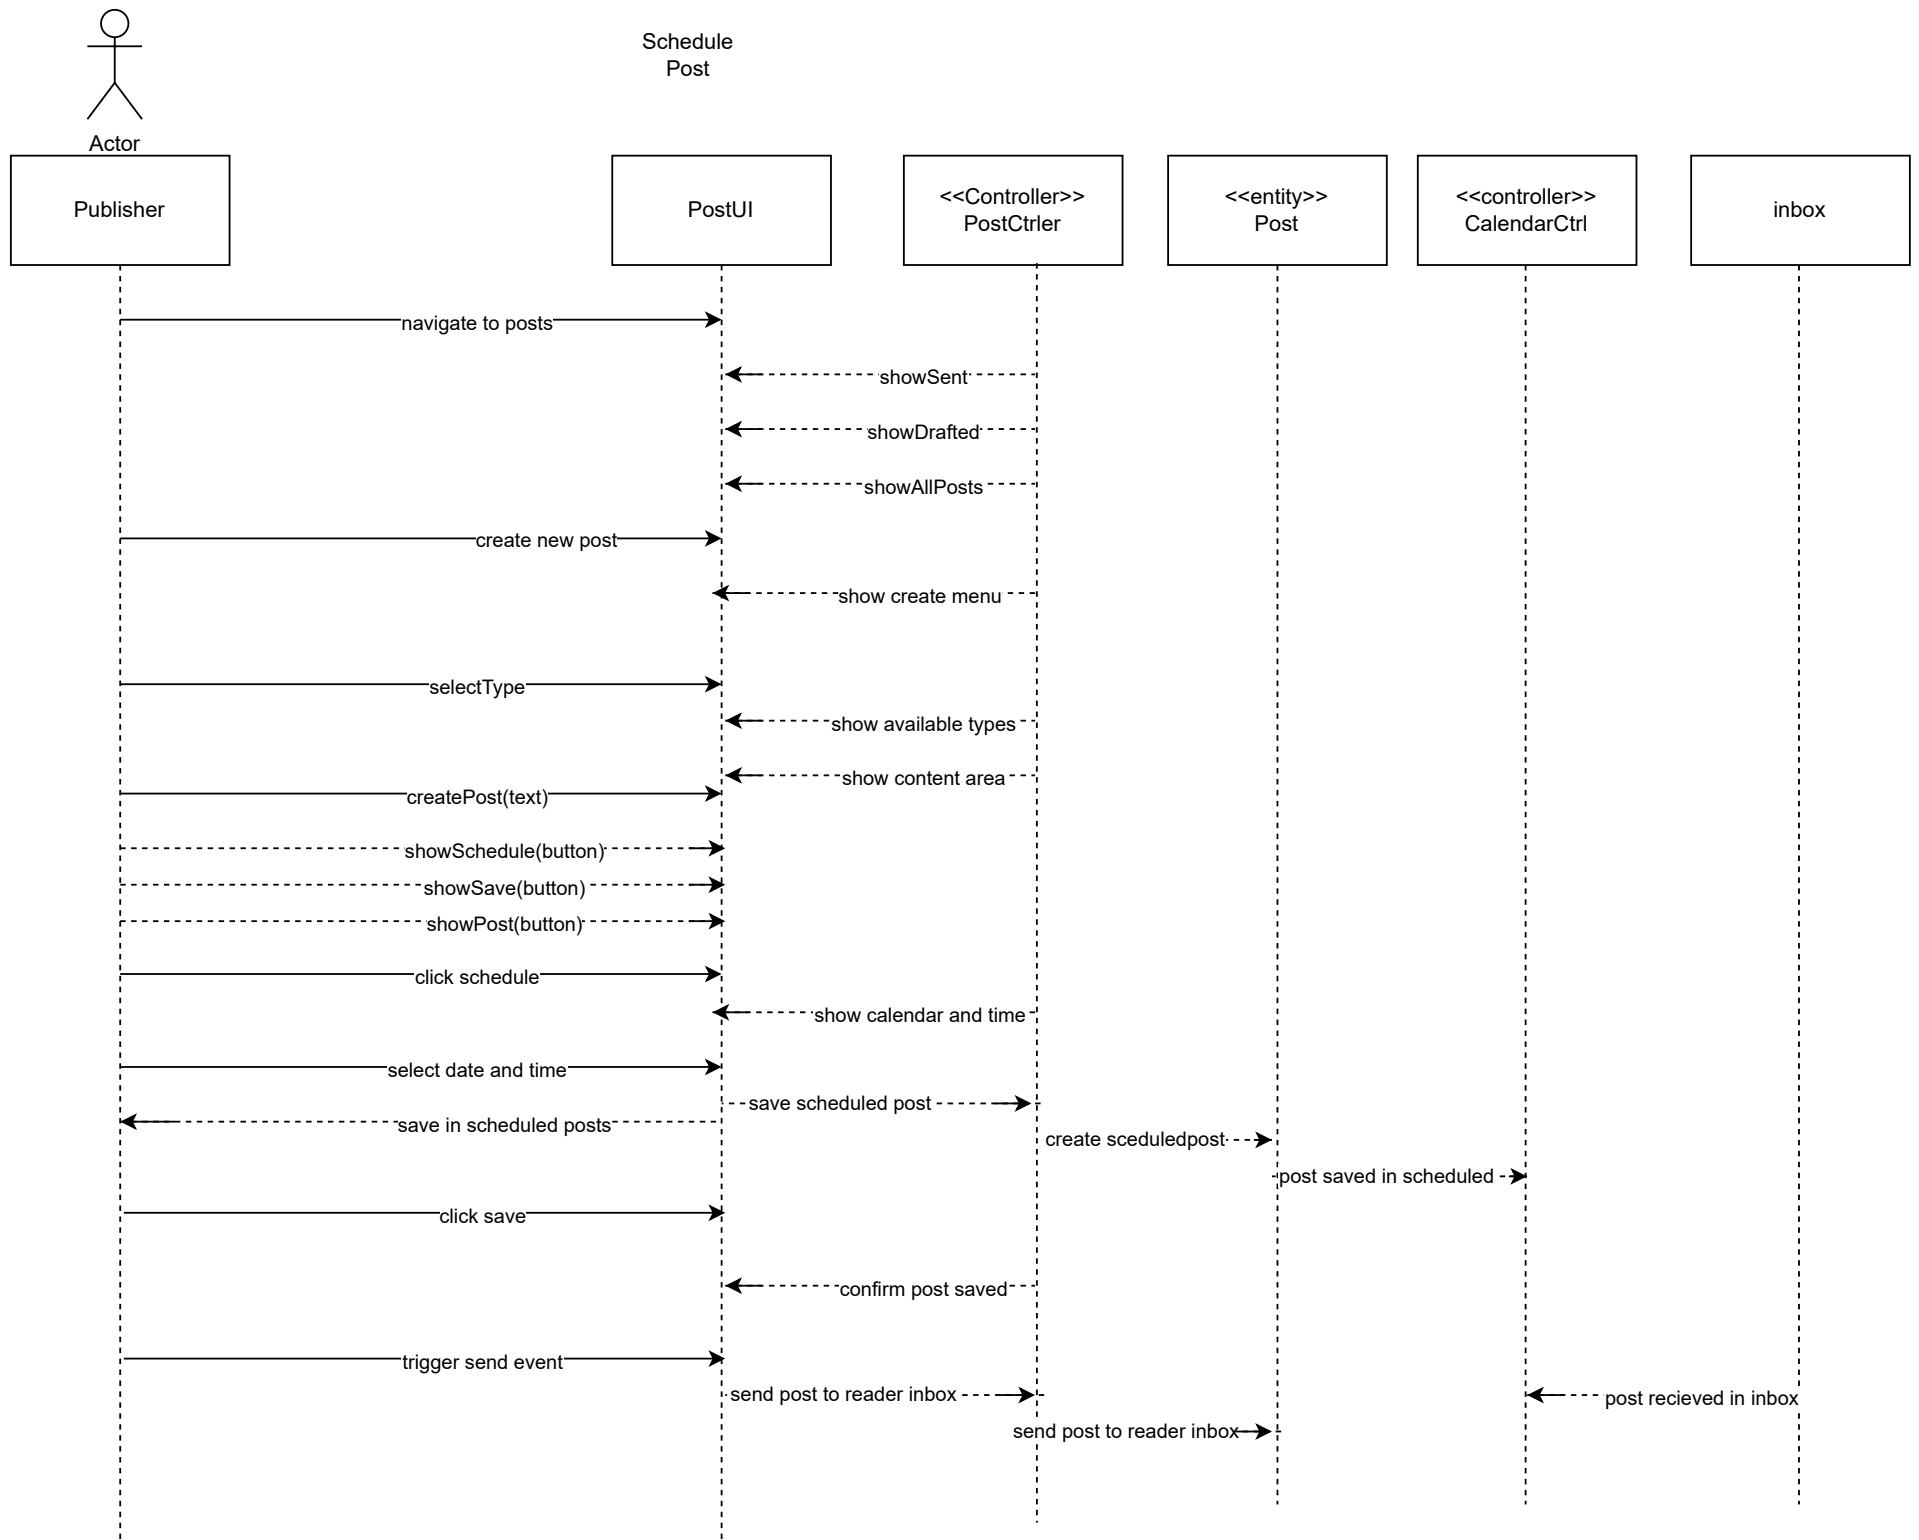 Schedule
Post
Actor
Publisher
PostUI
<<Controller>>
PostCtrler
<<entity>>
Post
<<controller>>
CalendarCtrl
inbox
navigate to posts
showSent
showDrafted
showAllPosts
create new post
show create menu
selectType
show available types
show content area
createPost(text)
showSchedule(button)
showSave(button)
showPost(button)
click schedule
show calendar and time
select date and time
save scheduled post
save in scheduled posts
create sceduledpost
post saved in scheduled
click save
confirm post saved
trigger send event
send post to reader inbox
post recieved in inbox
send post to reader inbox